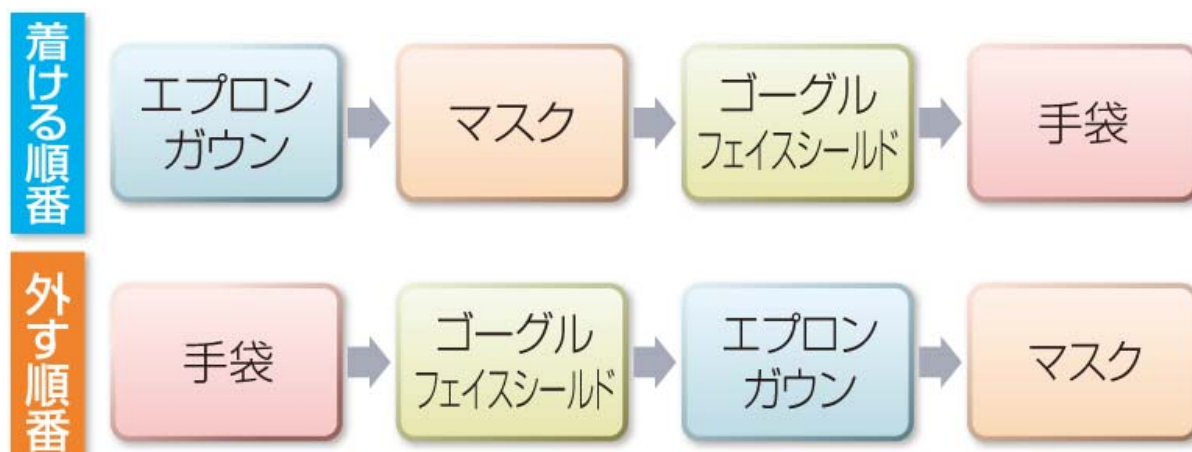 着ける順番
エプロン
ガウン
マスク
ゴーグル
フェイスシールド
手袋
外す順番
手袋
ゴーグル
フェイスシールド
エプロン
ガウン
マスク